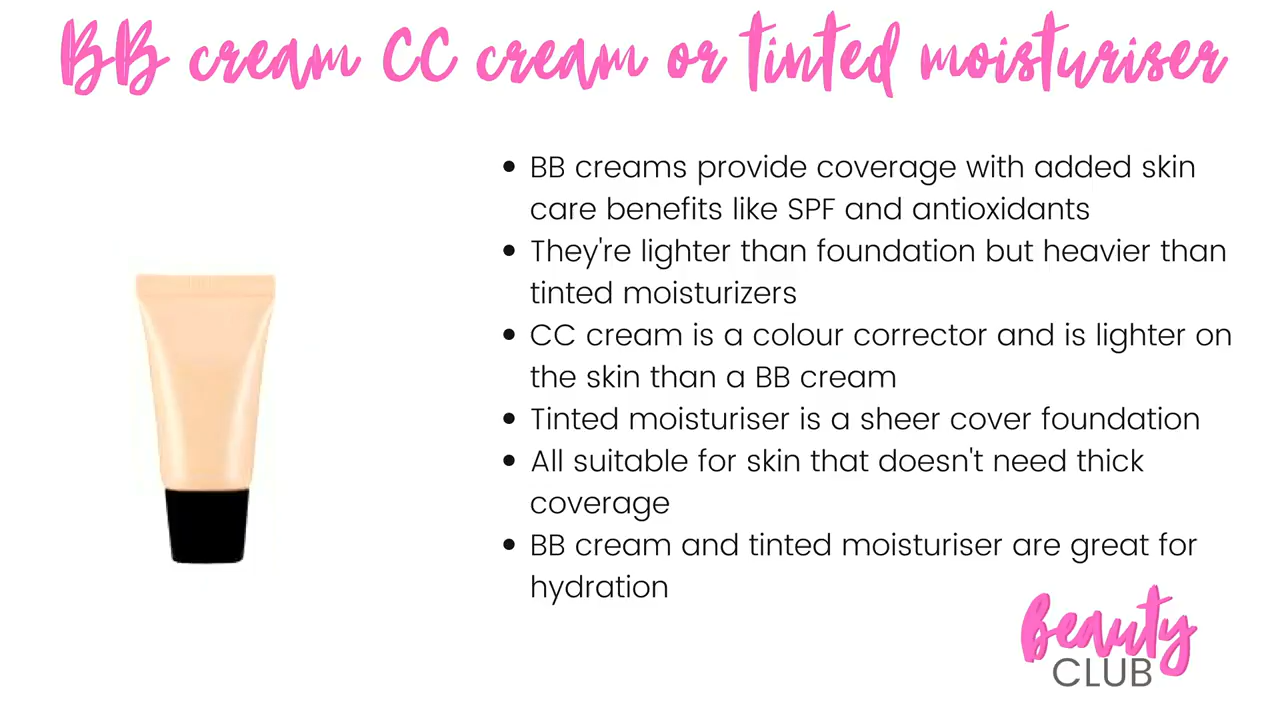 BB cream CC cream or tinted moisturiser
• BB creams provide coverage with added skin
care benefits like SPF and antioxidants
• They're lighter than foundation but heavier than
tinted moisturizers
• CC cream is a colour corrector and is lighter on
the skin than a BB cream
• Tinted moisturiser is a sheer cover foundation
• All suitable for skin that doesn't need thick
coverage
• BB cream and tinted moisturiser are great for
hydration
Beauty
CLUB